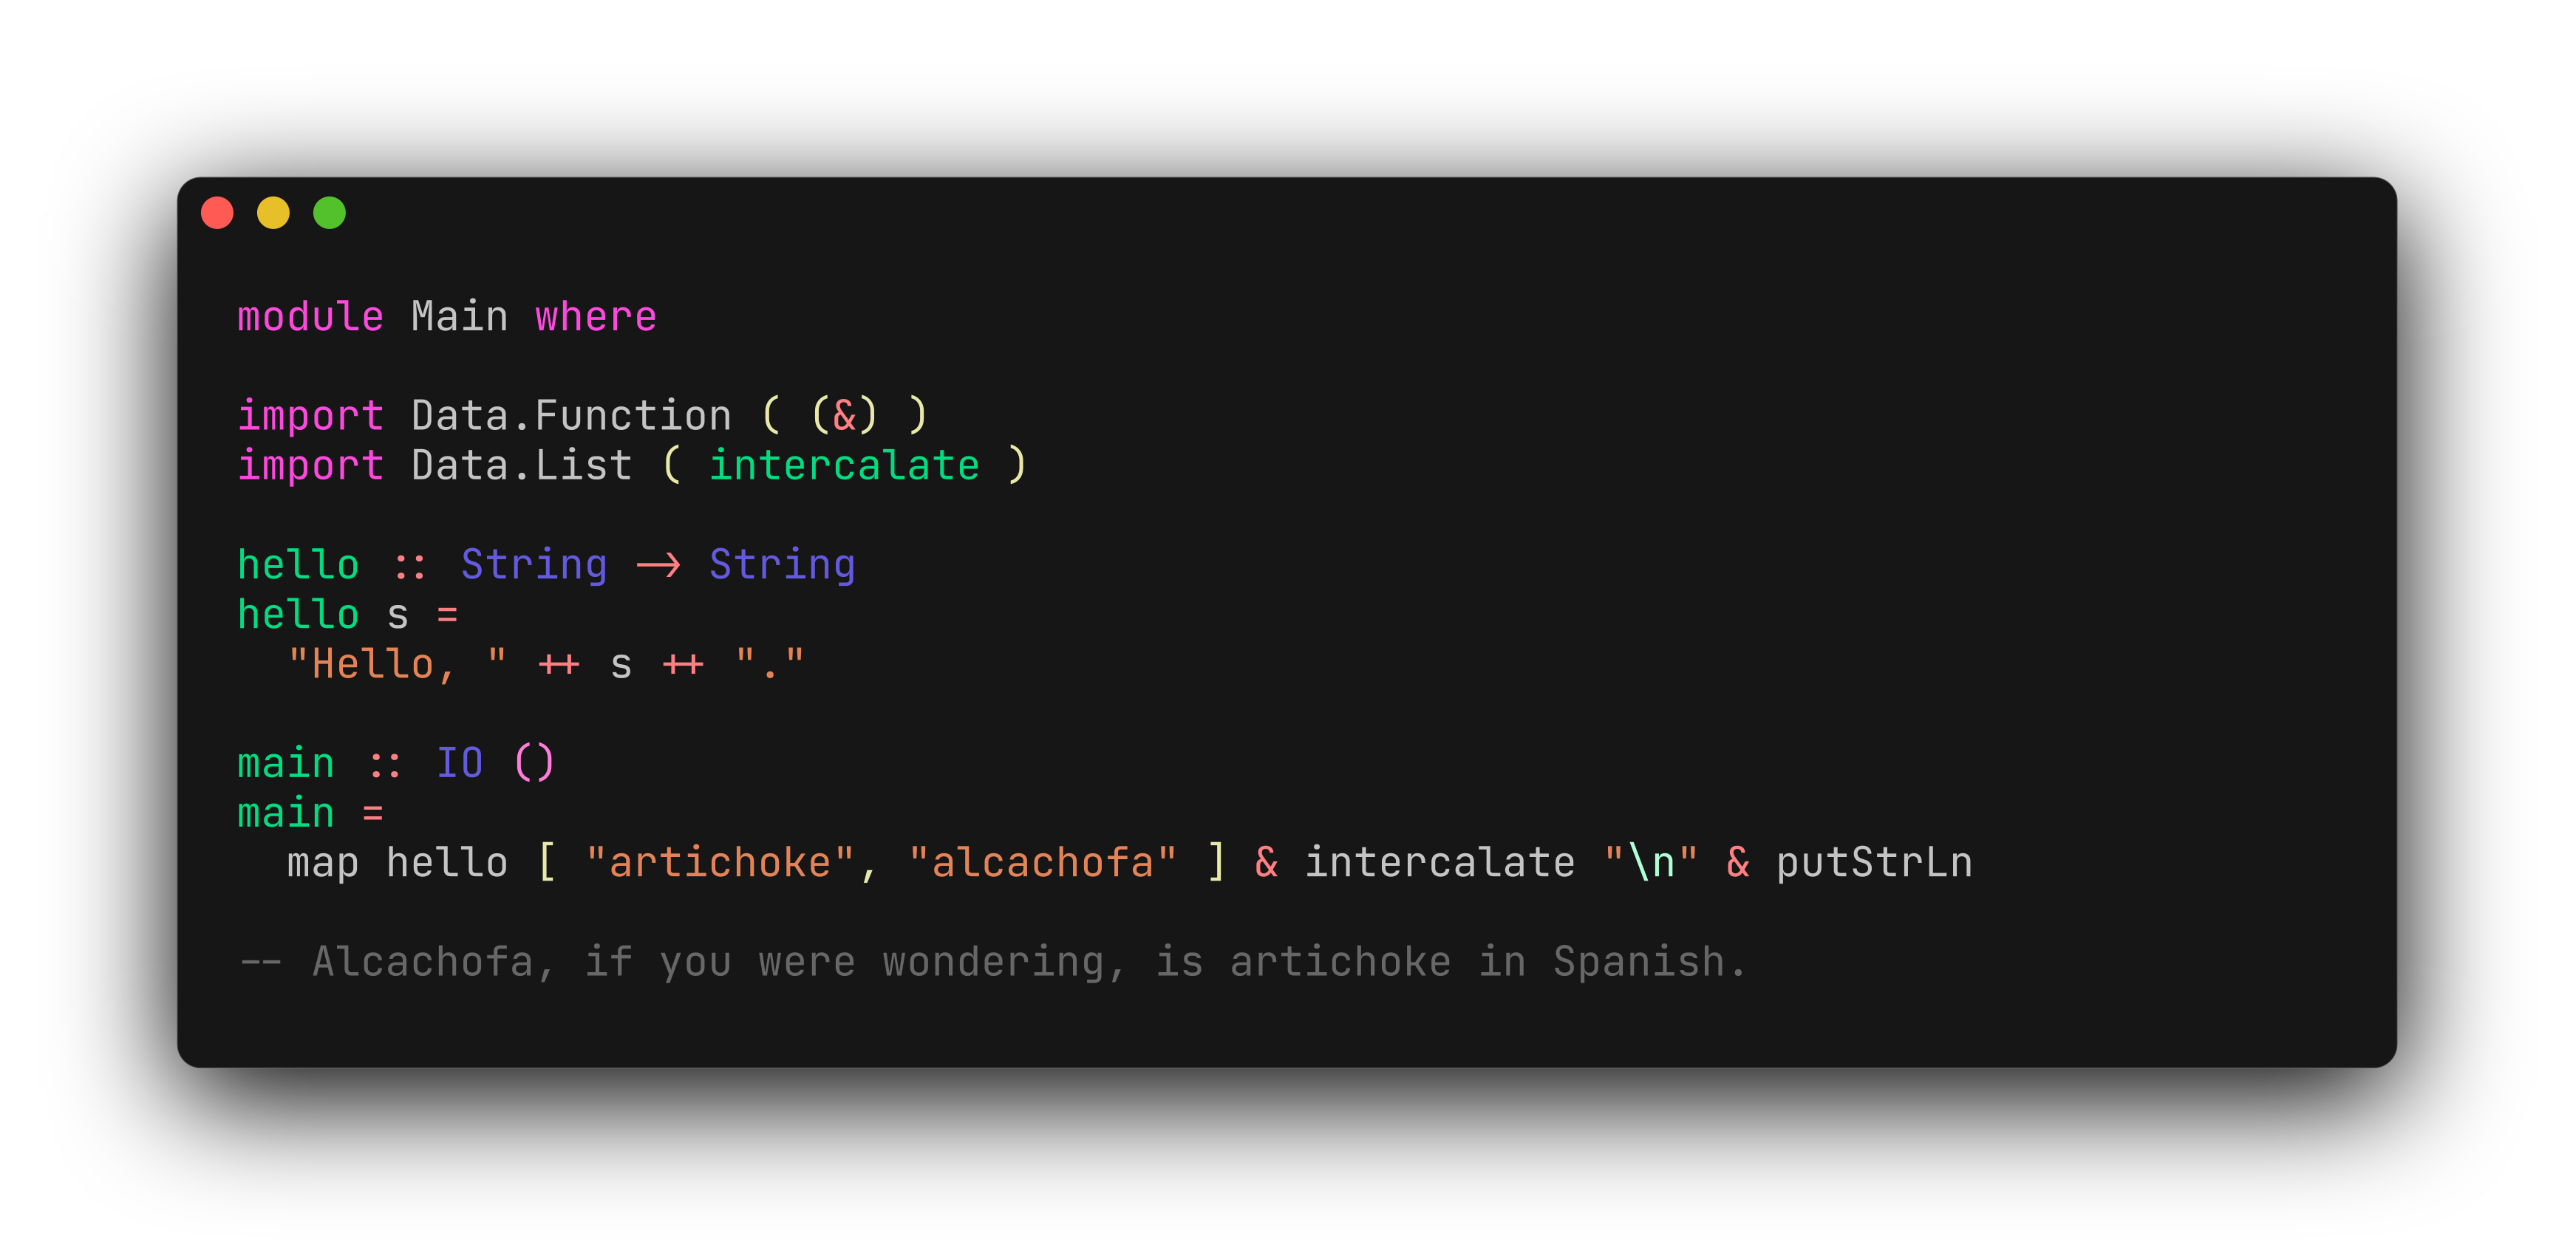 module Main where
import Data.Function ( (&) )
import Data.List ( intercalate )
hello :: String -> String
hello s =
  "Hello, " ++ s ++ "."
main :: IO ()
main =
  map hello [ "artichoke", "alcachofa" ] & intercalate "\n" & putStrLn
-- Alcachofa, if you were wondering, is artichoke in Spanish.